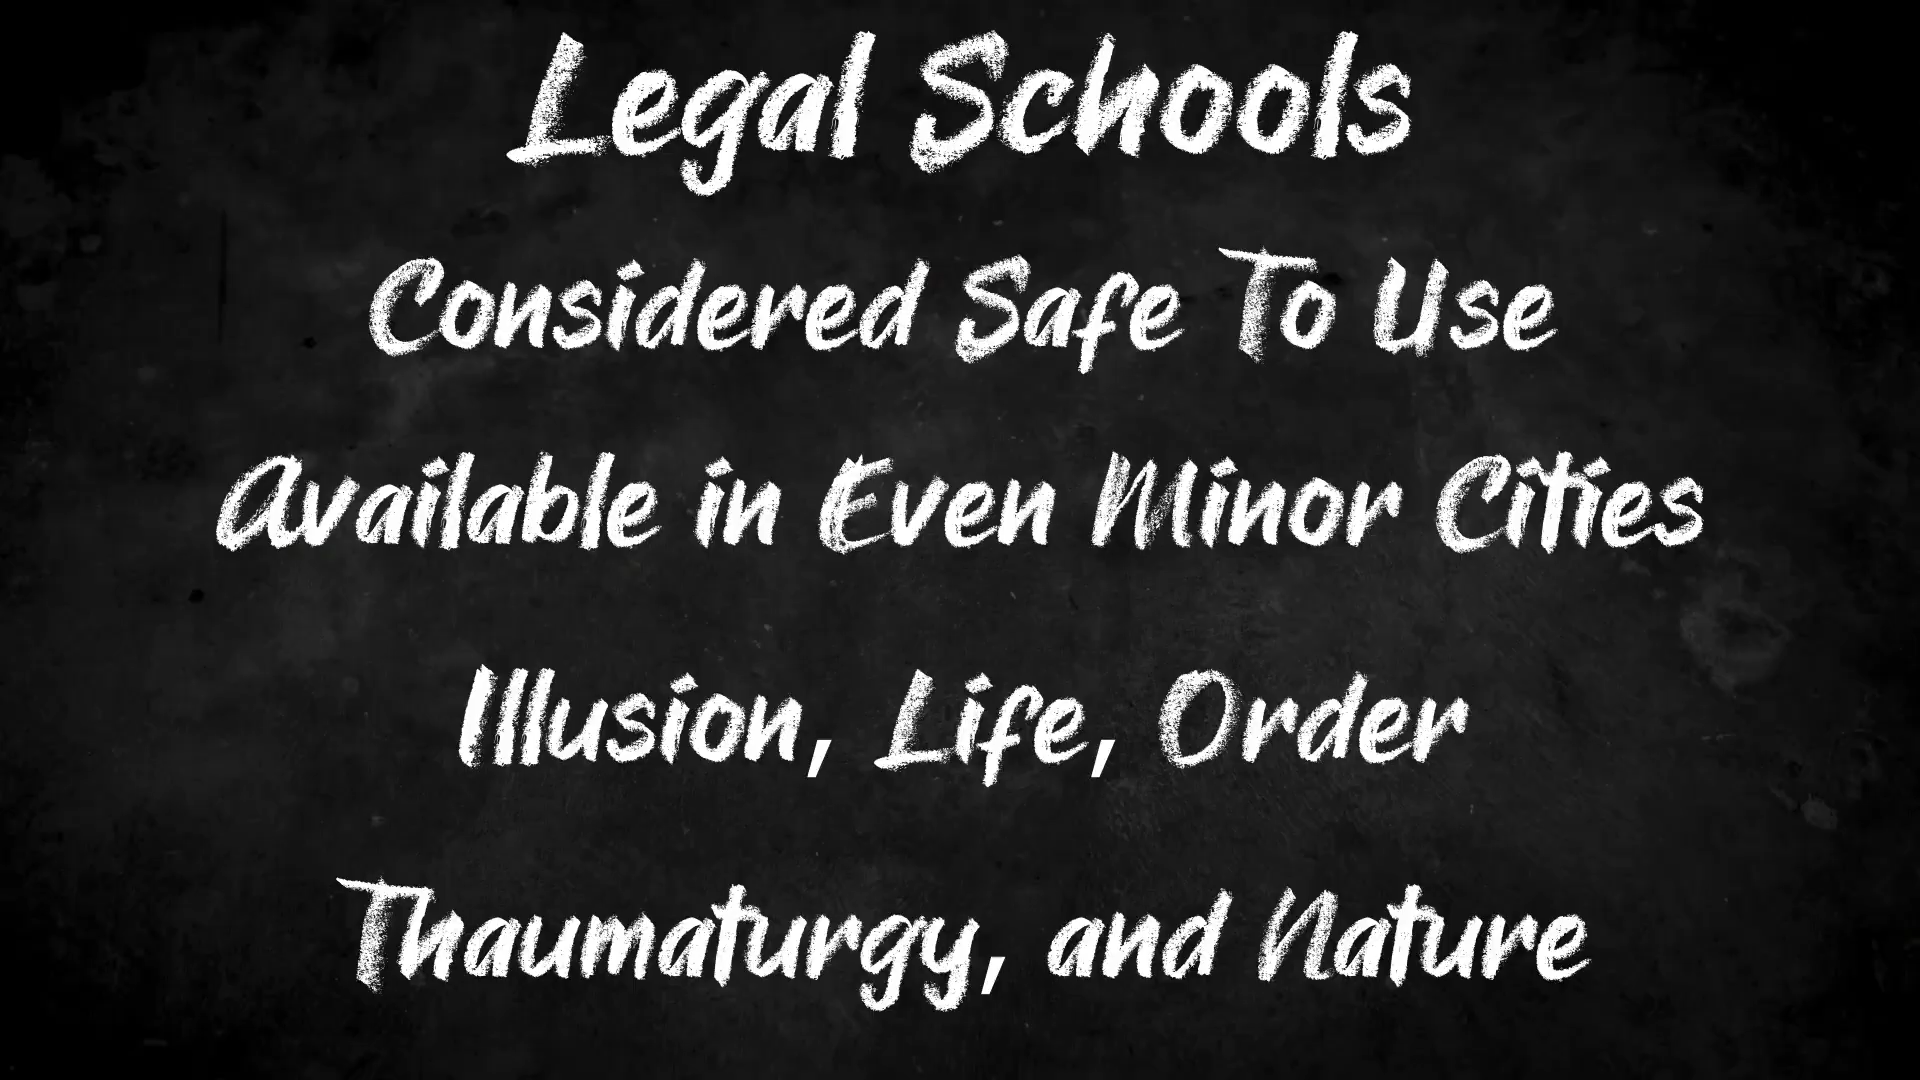 Legal Schools
Considered Safe To Use
Available in Even Minor Cities
Illusion, Life, Order
Thaumaturgy, and Nature